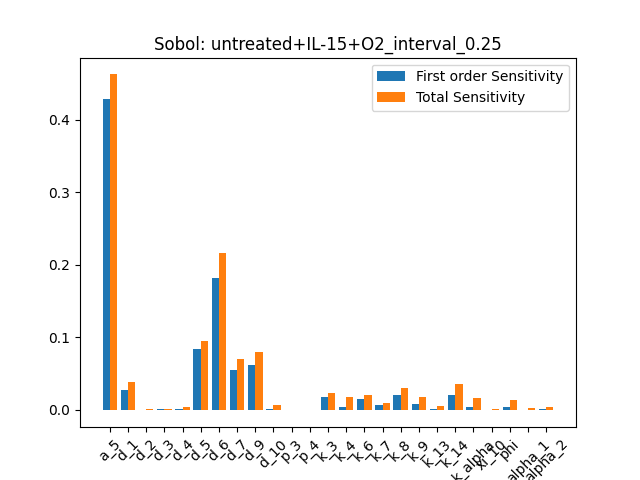 Sobol: untreated+IL-15+O2_interval_0.25
First order Sensitivity
Total Sensitivity
0.4
0.3
0.2
0.1
0.0
a_5
d_1
d_2
d_3
d_4
d_5
d_6
d_7
d_9
d_10
p_3
p_4
k_3
k_4
k_6
k_7
k_8
k_9
k_13
k_14
k_alpha
xi_10
phi
alpha_1
alpha_2